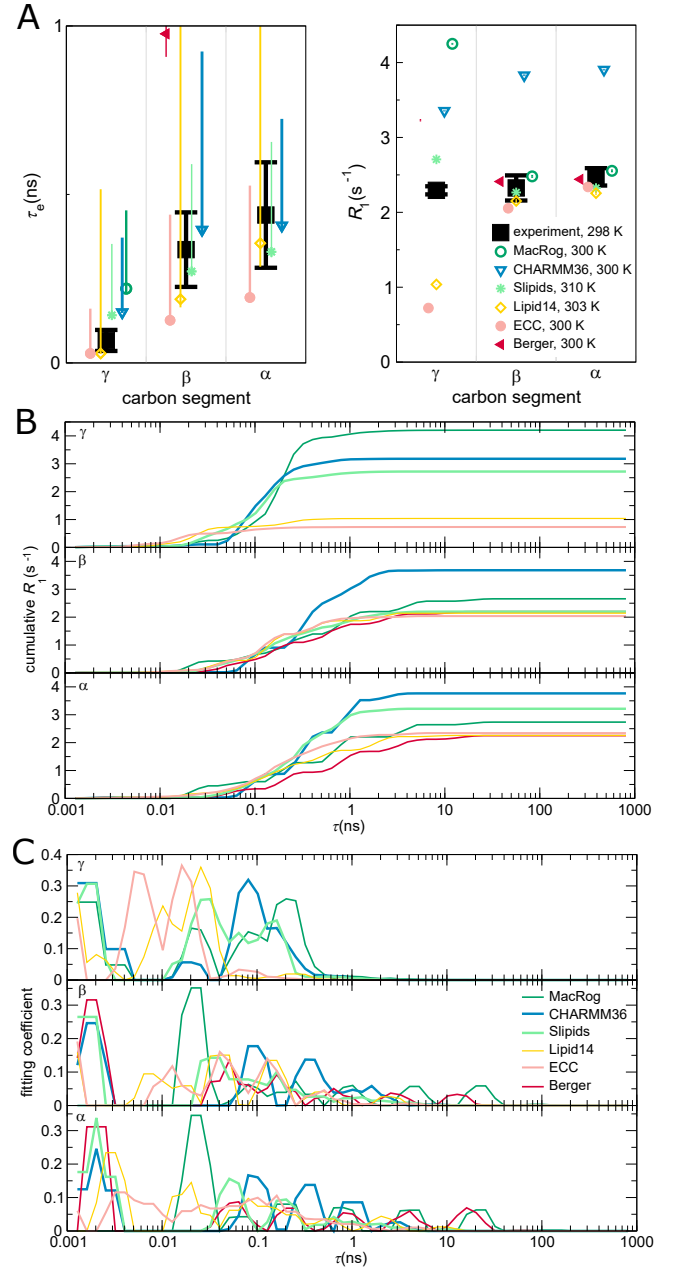 A
1
τe(ns)
0
γ
β
α
carbon segment
4
3
2
1
0
R1(s-1)
γ
β
α
carbon segment
experiment, 298 K
MacRog, 300 K
CHARMM36, 300 K
Slipids, 310 K
Lipid14, 303 K
ECC, 300 K
Berger, 300 K
B
γ
4
3
2
1
0
β
4
3
2
1
0
α
4
3
2
1
0
cumulative R1(s-1)
0.001
0.01
0.1
1
10
100
1000
τ(ns)
C
γ
0.4
0.3
0.2
0.1
0
β
0.3
0.2
0.1
0
α
0.3
0.2
0.1
0
fitting coefficient
MacRog
CHARMM36
Slipids
Lipid14
ECC
Berger
0.001
0.01
0.1
1
10
100
1000
τ(ns)